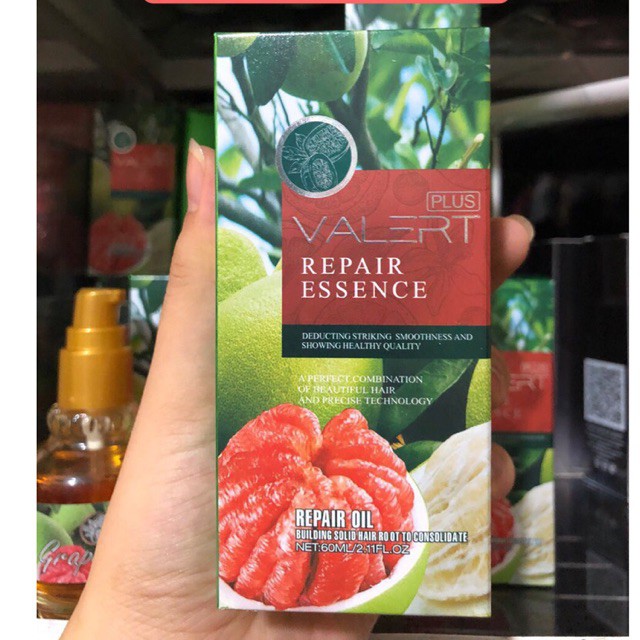 PLUS
VALERT
REPAIR
ESSENCE
DEDUCTING STRIKING SMOOTHNESS AND
SHOWING HEALTHY QUALITY
A PERFECT COMBINATION
OF BEAUTIFUL HAIR
AND PRECISE TECHNOLOGY
REPAIR OIL
BUILDING SOLID HAIR RO OT TO CONSOLIDATE
NET:60ML/2.11FL.OZ
Grap